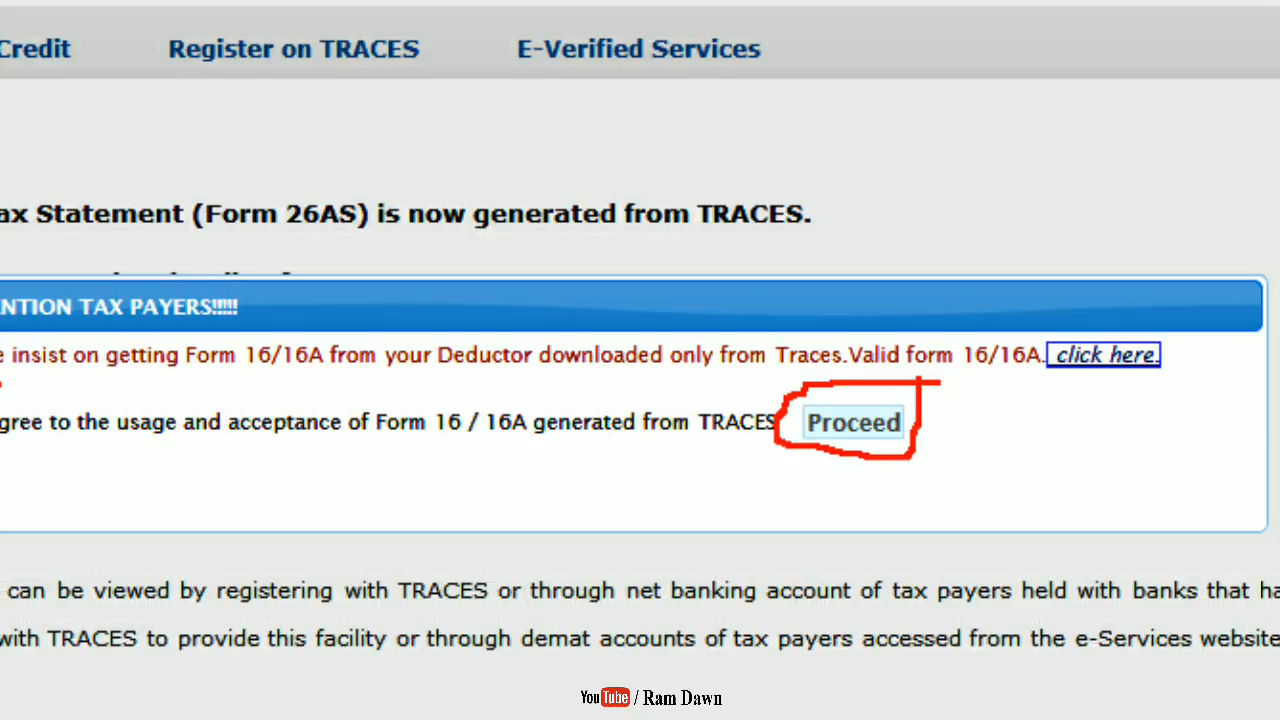 Credit Register on TRACES E-Verified Services
ax Statement (Form 26AS) is now generated from TRACES.
NTION TAX PAYERS!!!!!
e insist on getting Form 16/16A from your Deductor downloaded only from Traces.Valid form 16/16A. click here.
gree to the usage and acceptance of Form 16 / 16A generated from TRACES Proceed
can be viewed by registering with TRACES or through net banking account of tax payers held with banks that ha
with TRACES to provide this facility or through demat accounts of tax payers accessed from the e-Services website
YouTube / Ram Dawn